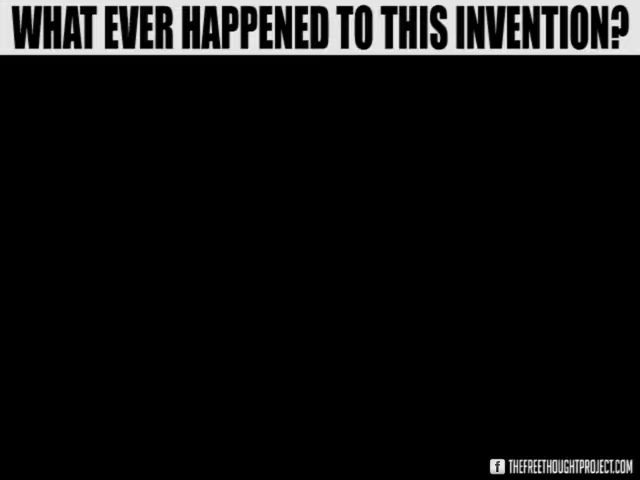 WHAT EVER HAPPENED TO THIS INVENTION?
f THEFREETHOUGHTPROJECT.COM